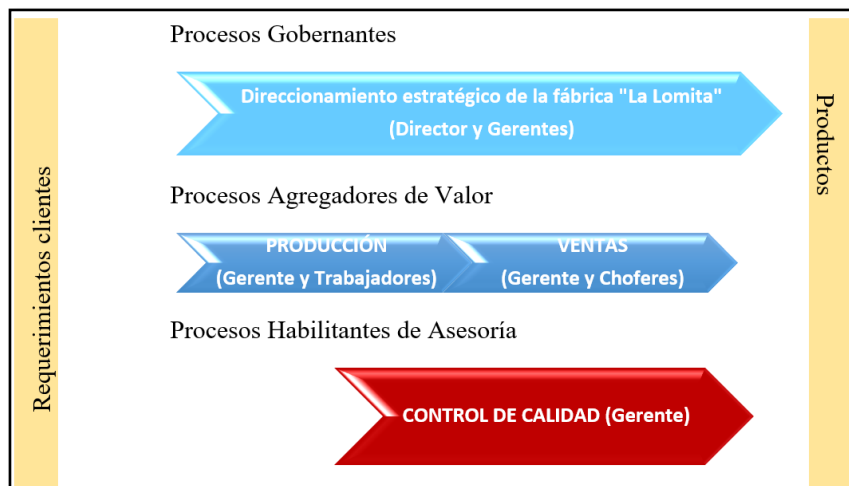 Requerimientos clientes
Procesos Gobernantes
Direccionamiento estratégico de la fábrica "La Lomita"
(Director y Gerentes)
Procesos Agregadores de Valor
PRODUCCIÓN
(Gerente y Trabajadores)
VENTAS
(Gerente y Choferes)
Procesos Habilitantes de Asesoría
CONTROL DE CALIDAD (Gerente)
Productos